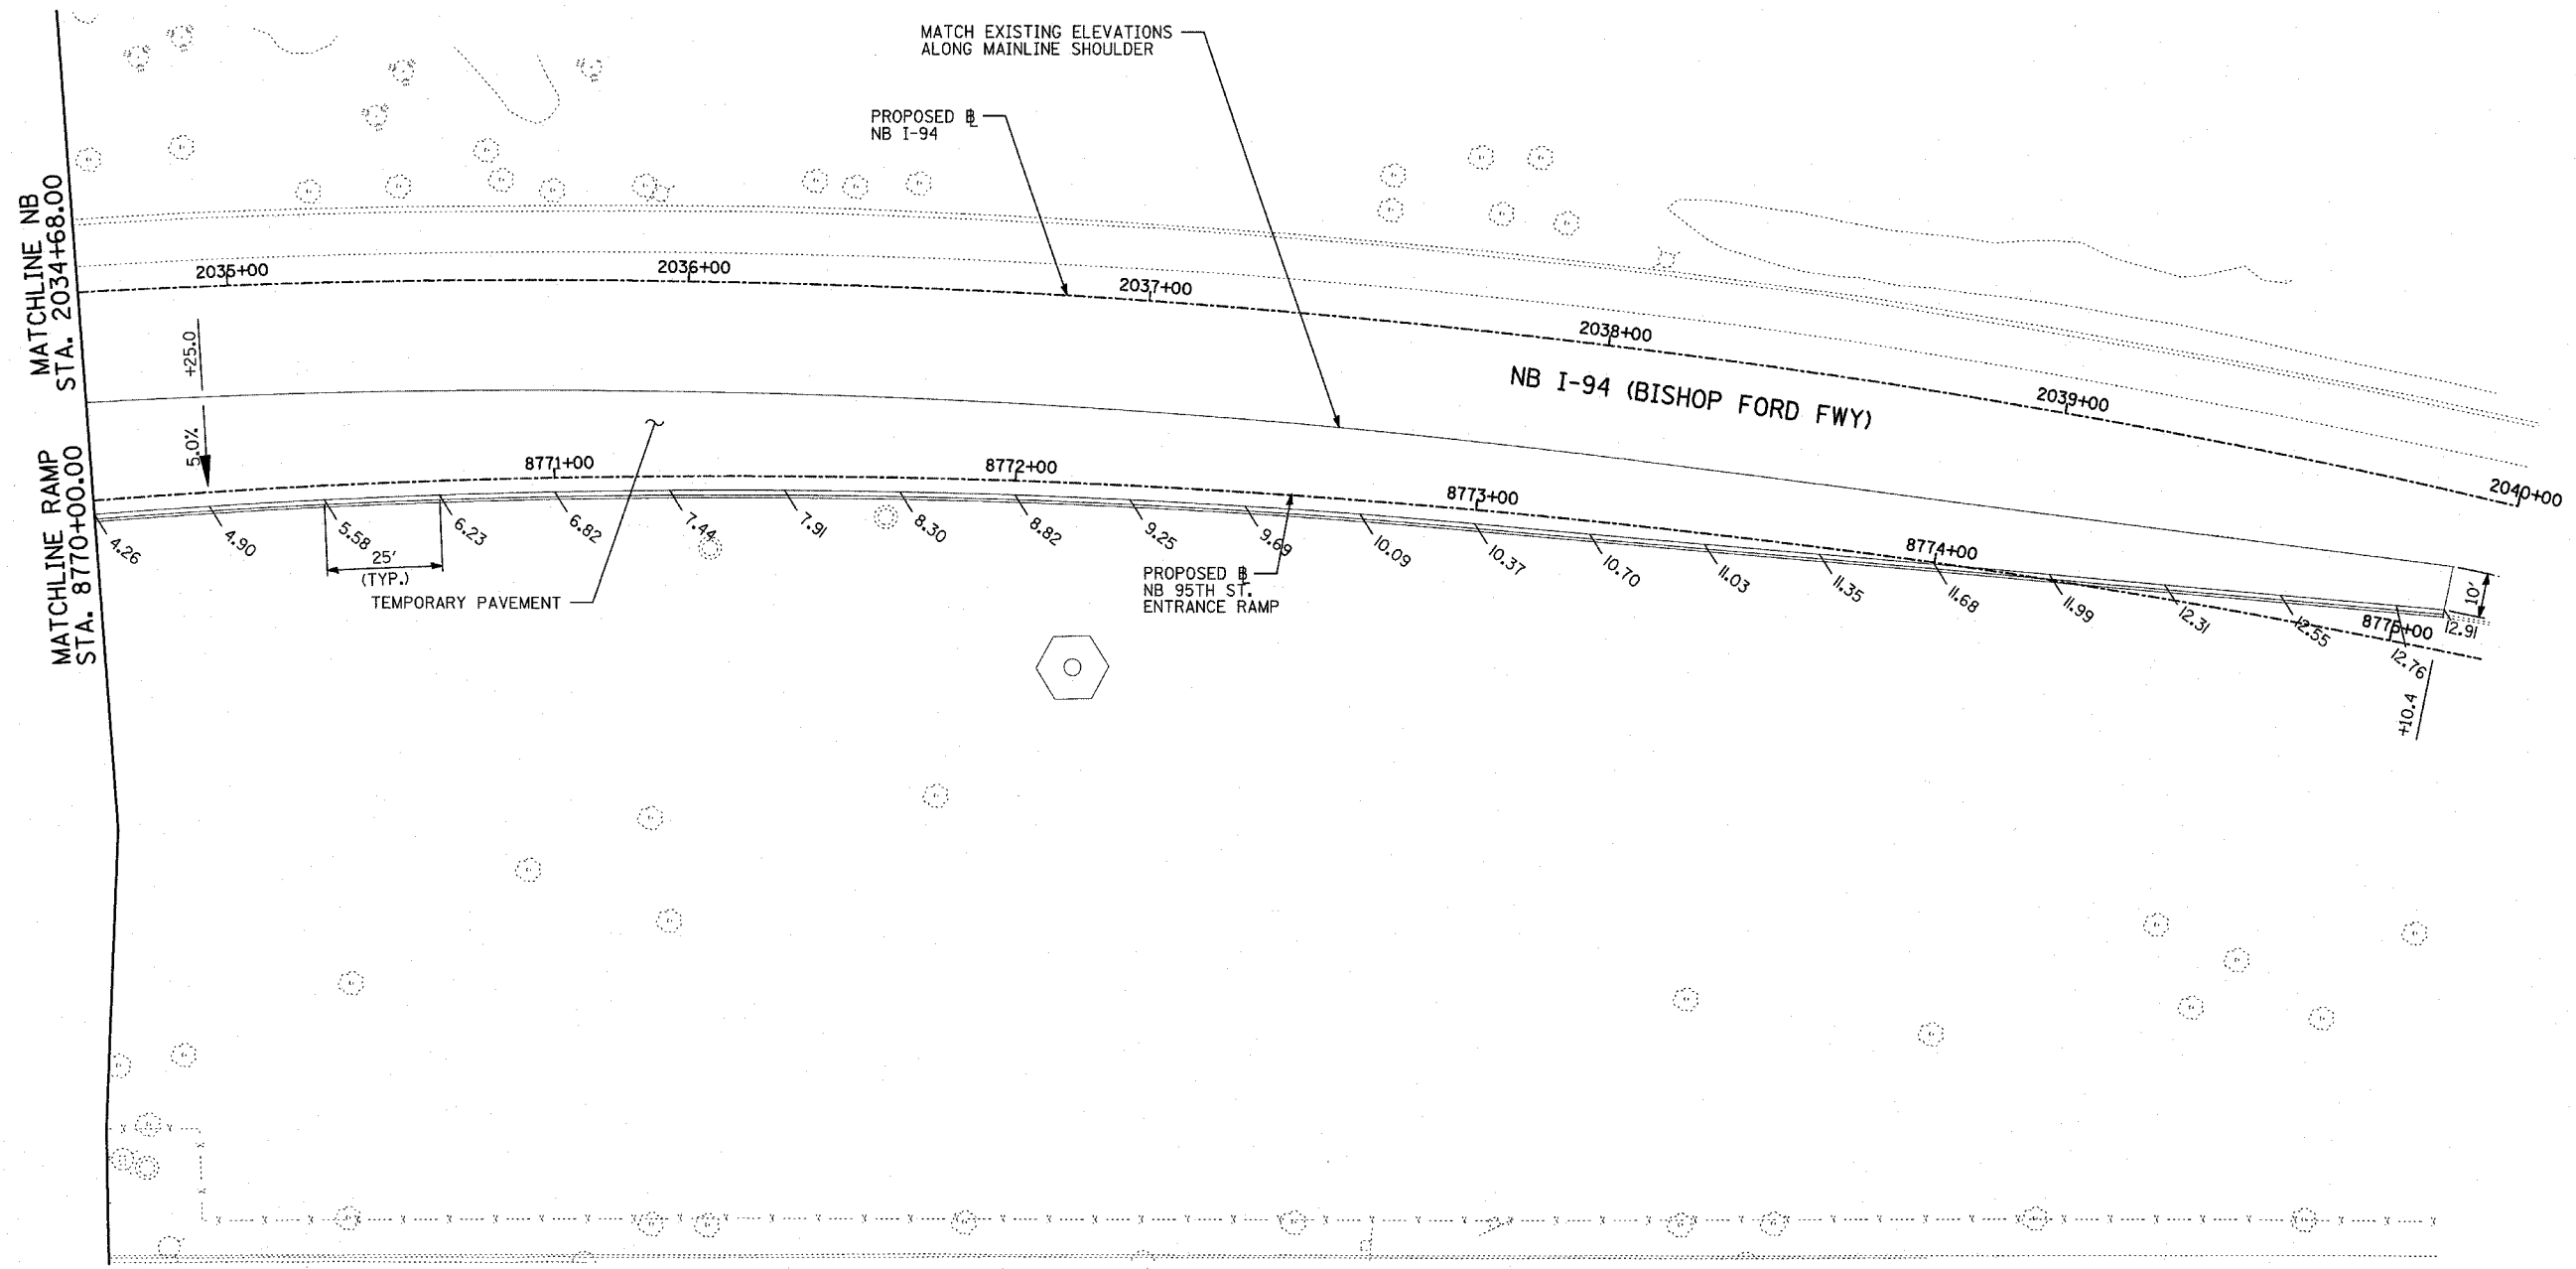 MATCH EXISTING ELEVATIONS
ALONG MAINLINE SHOULDER
PROPOSED ℄
NB I-94
MATCHLINE NB
STA. 2034+68.00
2035+00
2036+00
2037+00
2038+00
2039+00
2040+00
NB I-94 (BISHOP FORD FWY)
+25.0
5.0%
MATCHLINE RAMP
STA. 8770+00.00
8771+00
8772+00
8773+00
8774+00
8775+00
4.26
4.90
5.58
6.23
6.82
7.44
7.91
8.30
8.82
9.25
9.69
10.09
10.37
10.70
11.03
11.35
11.68
11.99
12.31
12.55
12.76
12.91
25'
(TYP.)
TEMPORARY PAVEMENT
PROPOSED ℄
NB 95TH ST.
ENTRANCE RAMP
10'
+10.4